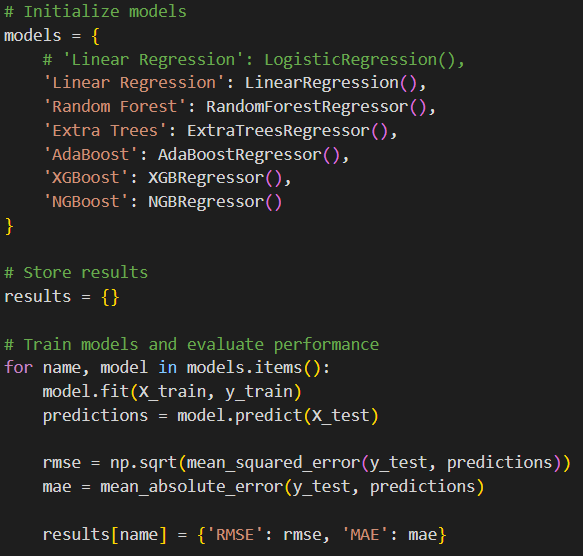 # Initialize models
models = {
    # 'Linear Regression': LogisticRegression(),
    'Linear Regression': LinearRegression(),
    'Random Forest': RandomForestRegressor(),
    'Extra Trees': ExtraTreesRegressor(),
    'AdaBoost': AdaBoostRegressor(),
    'XGBoost': XGBRegressor(),
    'NGBoost': NGBRegressor()
}
# Store results
results = {}
# Train models and evaluate performance
for name, model in models.items():
    model.fit(X_train, y_train)
    predictions = model.predict(X_test)
    rmse = np.sqrt(mean_squared_error(y_test, predictions))
    mae = mean_absolute_error(y_test, predictions)
    results[name] = {'RMSE': rmse, 'MAE': mae}